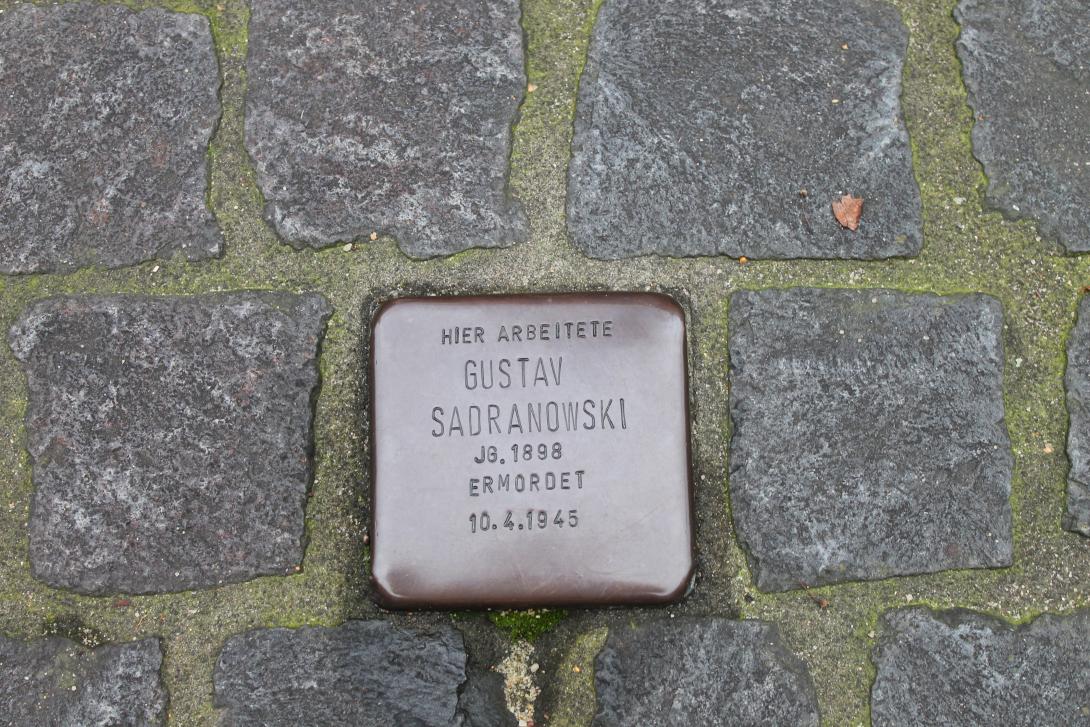 HIER ARBEITETE
GUSTAV
SADRANOWSKI
JG. 1898
ERMORDET
10.4.1945